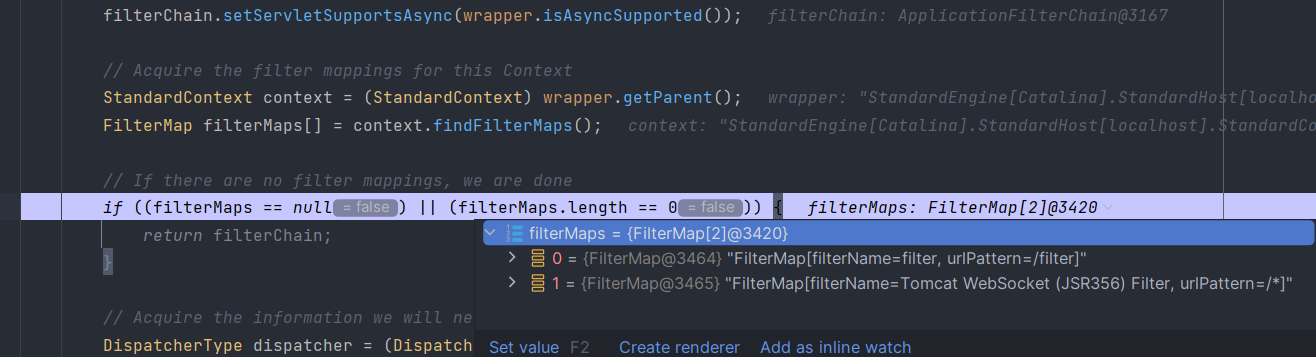 filterChain.setServletSupportsAsync(wrapper.isAsyncSupported());   filterChain: ApplicationFilterChain@3167
// Acquire the filter mappings for this Context
StandardContext context = (StandardContext) wrapper.getParent();   wrapper: "StandardEngine[Catalina].StandardHost[localho
FilterMap filterMaps[] = context.findFilterMaps();   context: "StandardEngine[Catalina].StandardHost[localhost].StandardCo
// If there are no filter mappings, we are done
if ((filterMaps == null = false ) || (filterMaps.length == 0 = false )) {   filterMaps: FilterMap[2]@3420
return filterChain;
filterMaps = {FilterMap[2]@3420}
0 = {FilterMap@3464} "FilterMap[filterName=filter, urlPattern=/filter]"
}
1 = {FilterMap@3465} "FilterMap[filterName=Tomcat WebSocket (JSR356) Filter, urlPattern=/*]"
// Acquire the information we will ne
DispatcherType dispatcher = (Dispatch
Set value F2 Create renderer Add as inline watch